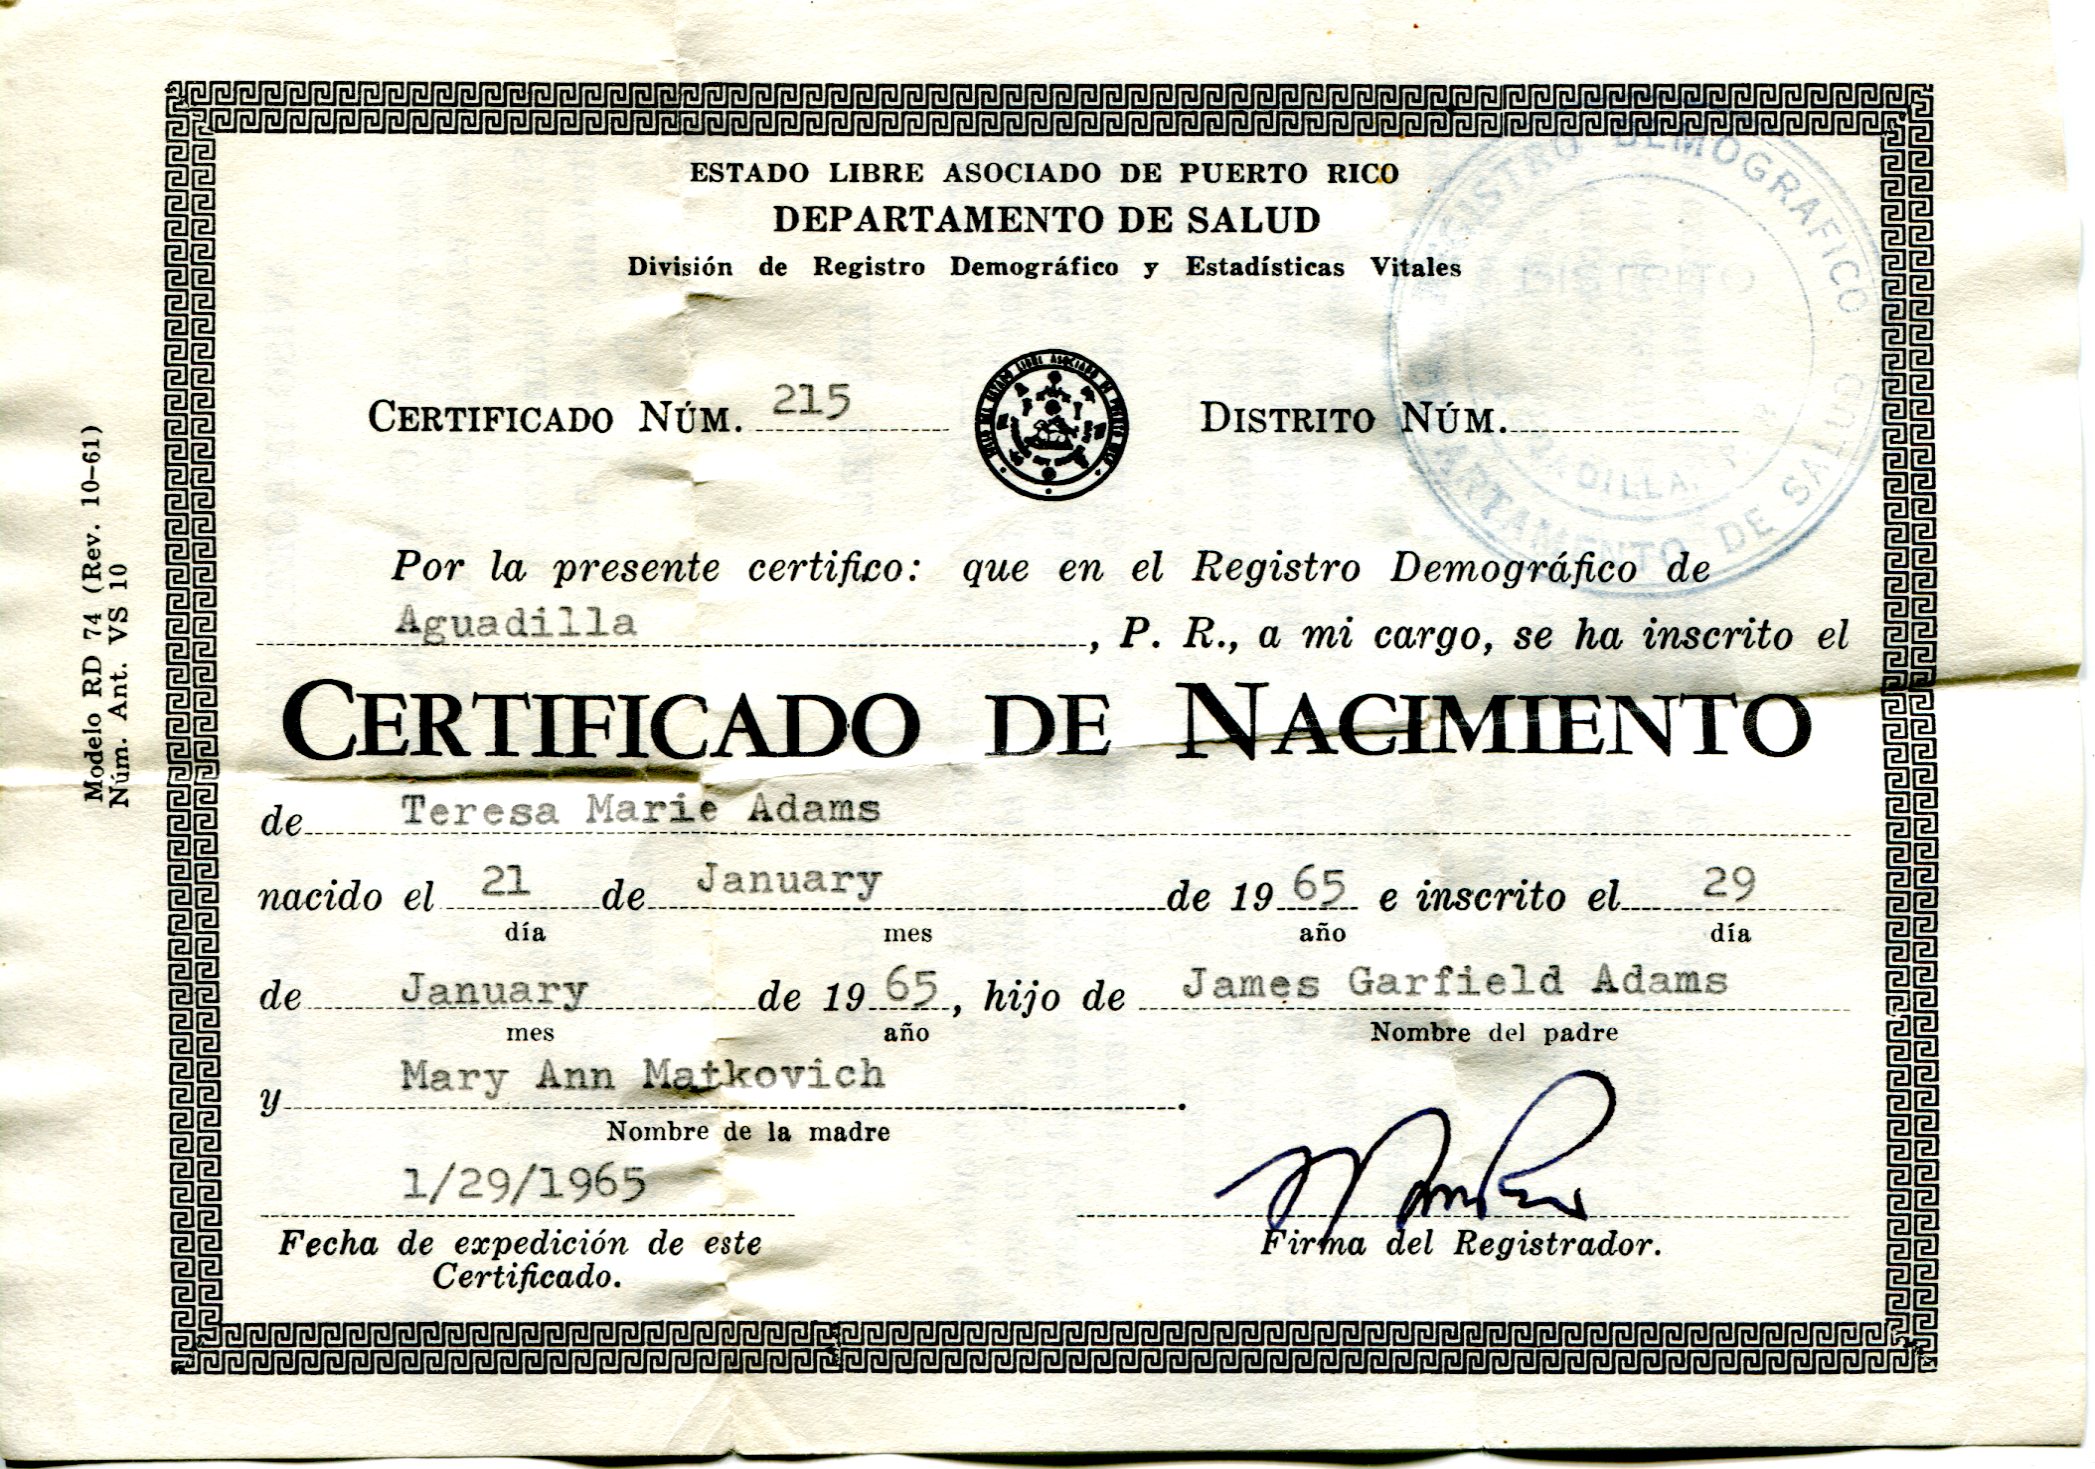 ESTADO LIBRE ASOCIADO DE PUERTO RICO
DEPARTAMENTO DE SALUD
División de Registro Demográfico y Estadísticas Vitales
REGISTRO DEMOGRAFICO
DISTRITO
AGUADILLA, P. R.
DEPARTAMENTO DE SALUD
CERTIFICADO NÚM. 215
DISTRITO NÚM.
Por la presente certifico: que en el Registro Demográfico de
Aguadilla, P. R., a mi cargo, se ha inscrito el
CERTIFICADO DE NACIMIENTO
de Teresa Marie Adams
nacido el 21 de January de 19 65 e inscrito el 29
día mes año día
de January de 19 65, hijo de James Garfield Adams
mes año Nombre del padre
y Mary Ann Matkovich.
Nombre de la madre
1/29/1965
Fecha de expedición de este
Certificado.
Firma del Registrador.
Modelo RD 74 (Rev. 10-61)
Núm. Ant. VS 10